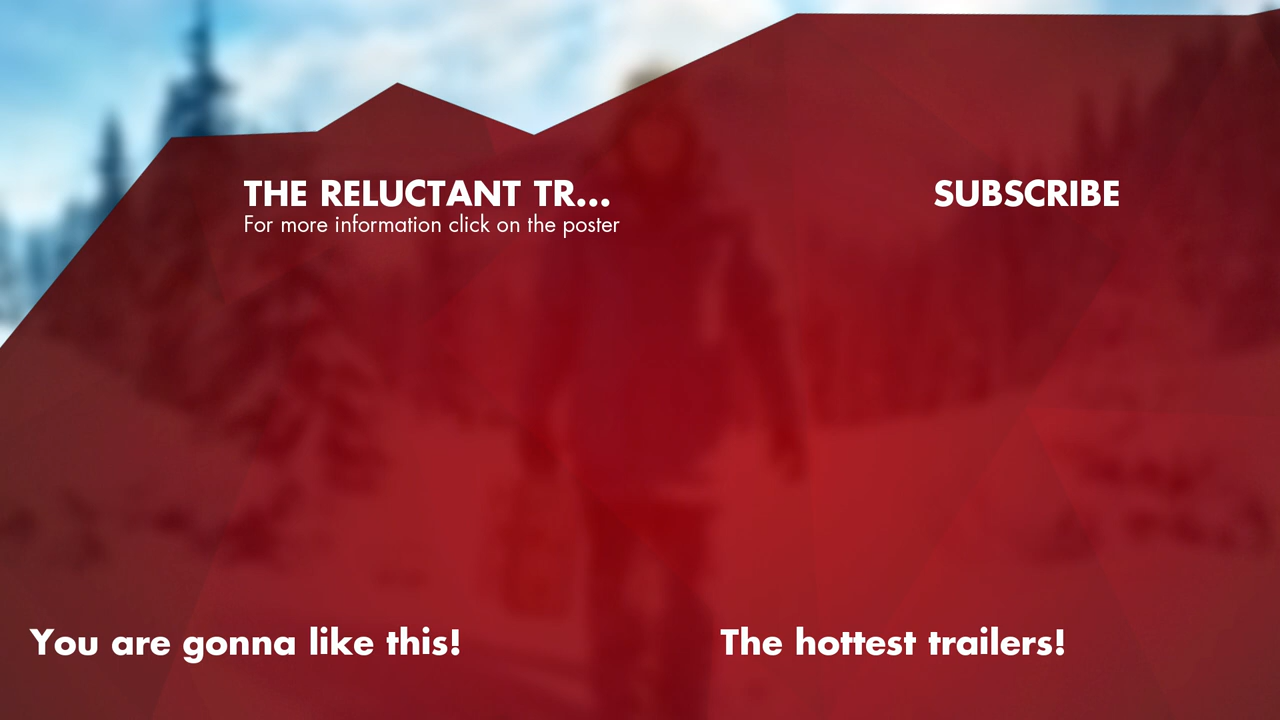 THE RELUCTANT TR...
For more information click on the poster
SUBSCRIBE
You are gonna like this!
The hottest trailers!